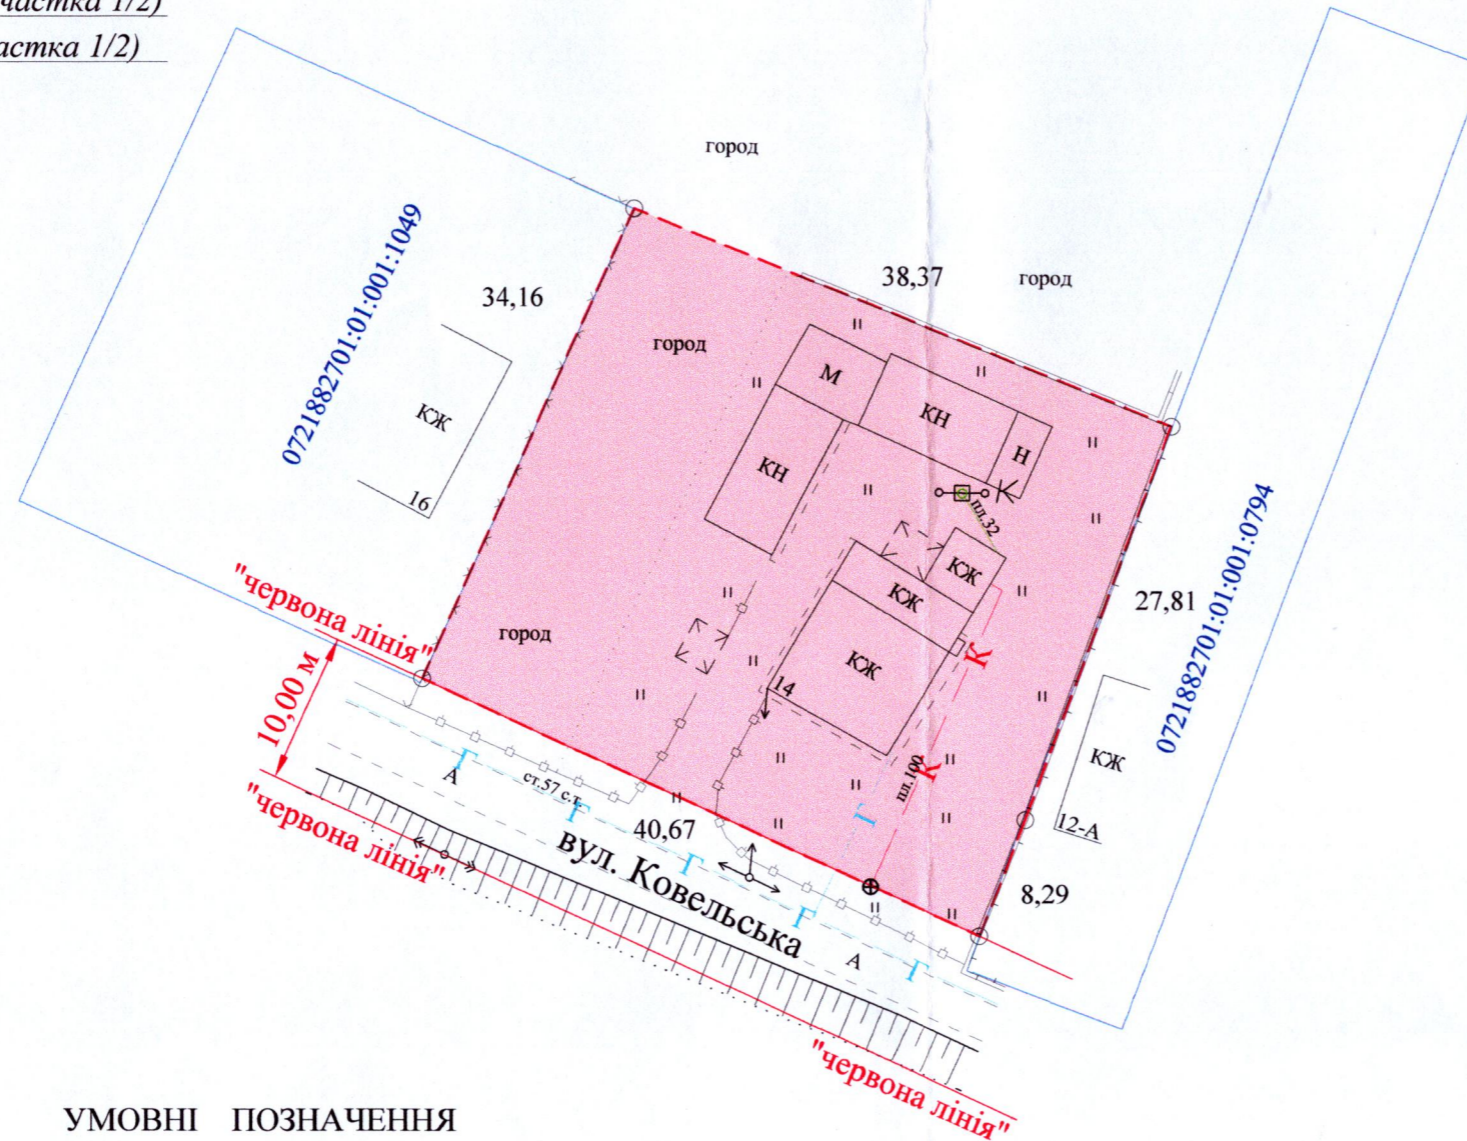 частка 1/2)
астка 1/2)
город
0721882701:01:001:1049
34,16
38,37
город
город
М
КН
КЖ
КН
Н
16
пл.32
"червона лінія"
КЖ
КЖ
27,81
город
0721882701:01:001:0794
К
КЖ
10,00 м
14
К
КЖ
А
ст.57 с.т.
пл.100
Г
Г
Г
12-А
"червона лінія"
40,67
вул. Ковельська
Г
8,29
Г
А
Г
"червона лінія"
УМОВНІ ПОЗНАЧЕННЯ